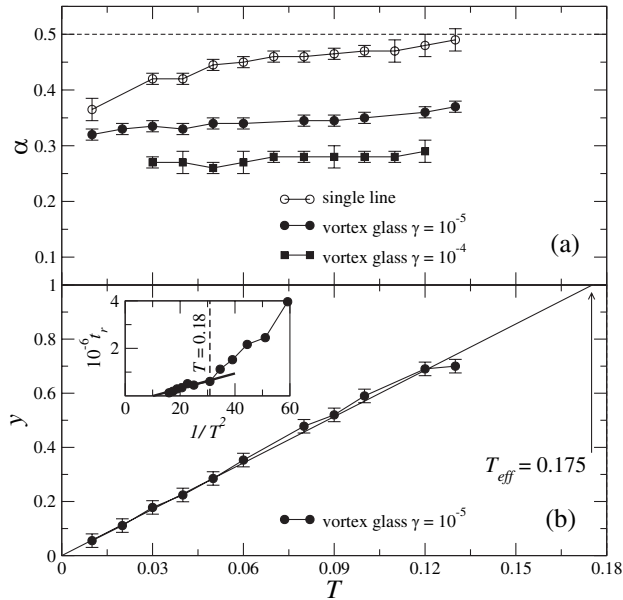 0.5
0.4
α
0.3
0.2
0.1
single line
vortex glass γ = 10⁻⁵
vortex glass γ = 10⁻⁴
(a)
1
0.8
0.6
y
0.4
0.2
0
4
2
10⁻⁶t_r
T = 0.18
0 20 40 60
1/T²
T_eff = 0.175
vortex glass γ = 10⁻⁵
(b)
0 0.03 0.06 0.09 0.12 0.15 0.18
T